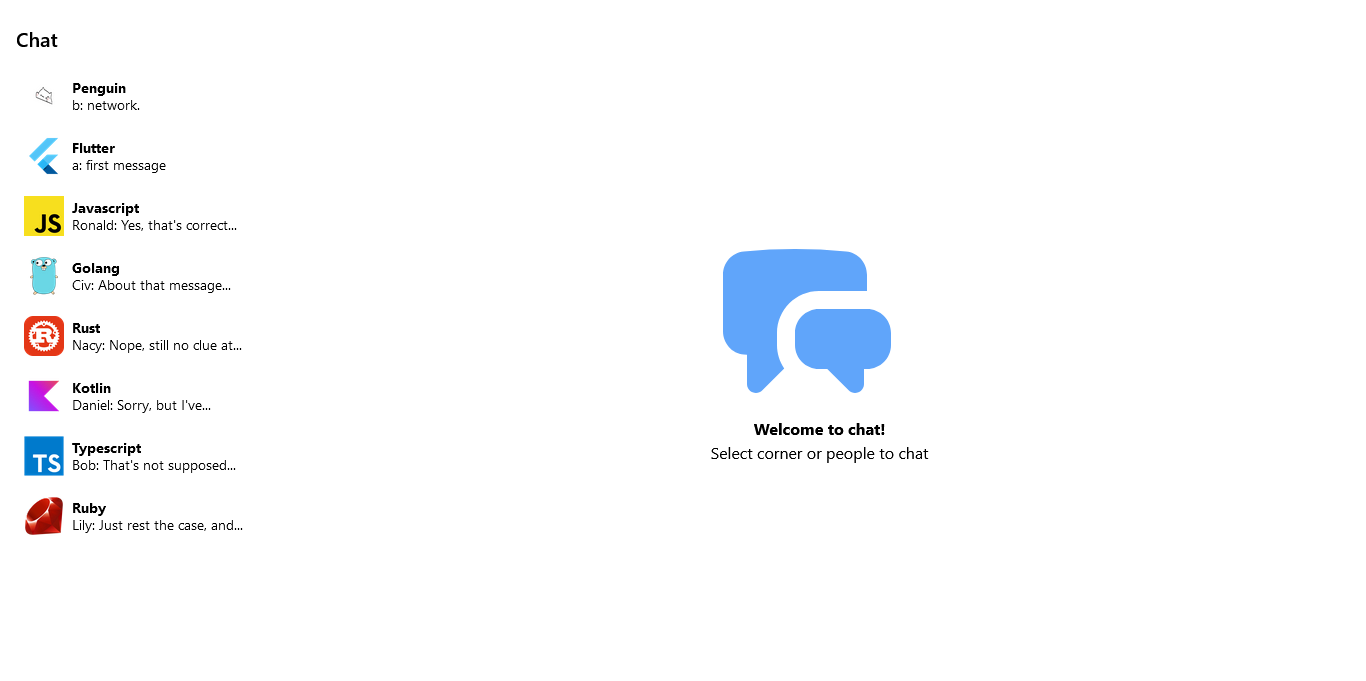 Chat
Penguin
b: network.
Flutter
a: first message
JS
Javascript
Ronald: Yes, that's correct...
Golang
Civ: About that message...
R
Rust
Nacy: Nope, still no clue at...
Kotlin
Daniel: Sorry, but I've...
TS
Typescript
Bob: That's not supposed...
Ruby
Lily: Just rest the case, and...
Welcome to chat!
Select corner or people to chat